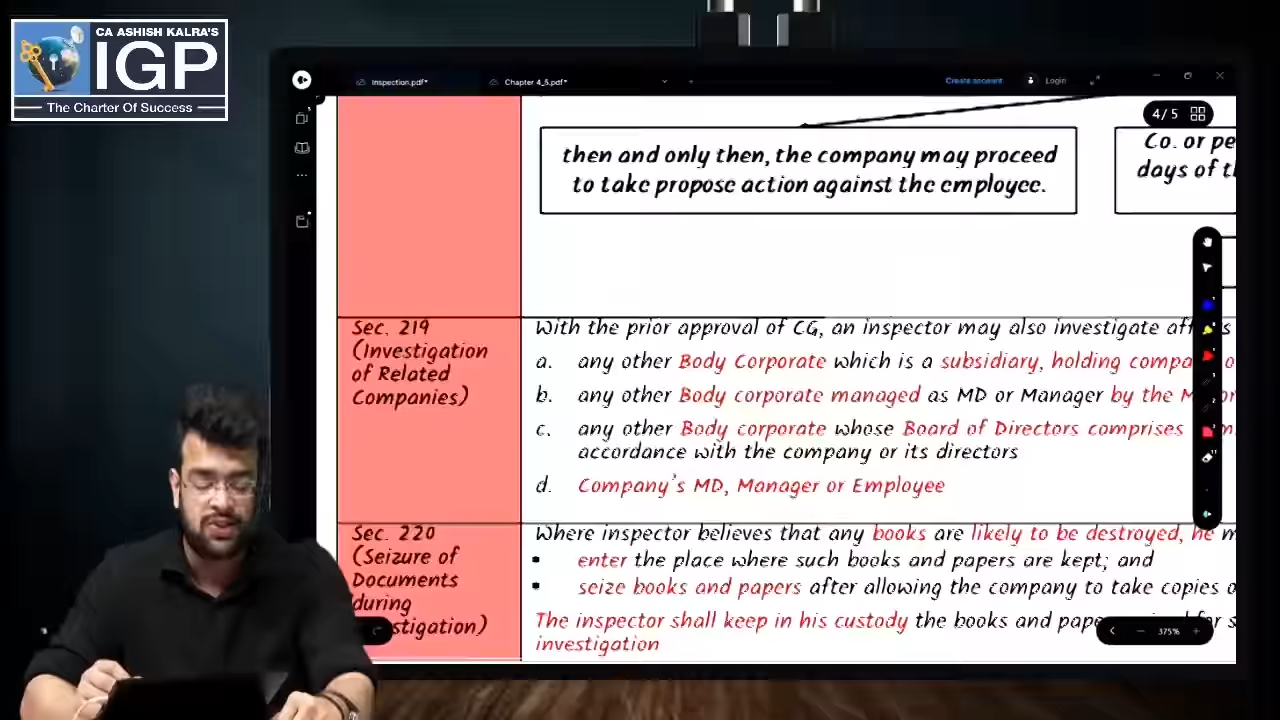 CA ASHISH KALRA'S
IGP
The Charter Of Success
Inspection.pdf*
Chapter 4_5.pdf*
Create account
Login
4/5
then and only then, the company may proceed
to take propose action against the employee.
Co. or
days of
Sec. 219
(Investigation
of Related
Companies)
With the prior approval of CG, an inspector may also investigate
a. any other Body Corporate which is a subsidiary, holding
b. any other Body corporate managed as MD or Manager by the
c. any other Body corporate whose Board of Directors comprises
accordance with the company or its directors
d. Company's MD, Manager or Employee
Sec. 220
(Seizure of
Documents
during
Where inspector believes that any books are likely to be destroyed, he
▪ enter the place where such books and papers are kept; and
▪ seize books and papers after allowing the company to take copies
The inspector shall keep in his custody the books and
investigation
375%